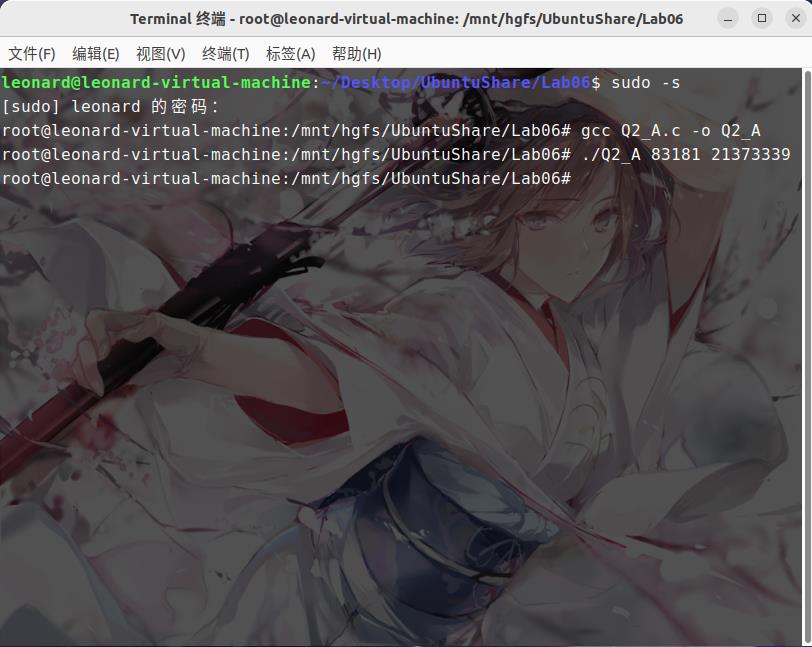 Terminal 终端 - root@leonard-virtual-machine: /mnt/hgfs/UbuntuShare/Lab06
文件(F) 编辑(E) 视图(V) 终端(T) 标签(A) 帮助(H)
leonard@leonard-virtual-machine:~/Desktop/UbuntuShare/Lab06$ sudo -s
[sudo] leonard 的密码：
root@leonard-virtual-machine:/mnt/hgfs/UbuntuShare/Lab06# gcc Q2_A.c -o Q2_A
root@leonard-virtual-machine:/mnt/hgfs/UbuntuShare/Lab06# ./Q2_A 83181 21373339
root@leonard-virtual-machine:/mnt/hgfs/UbuntuShare/Lab06#